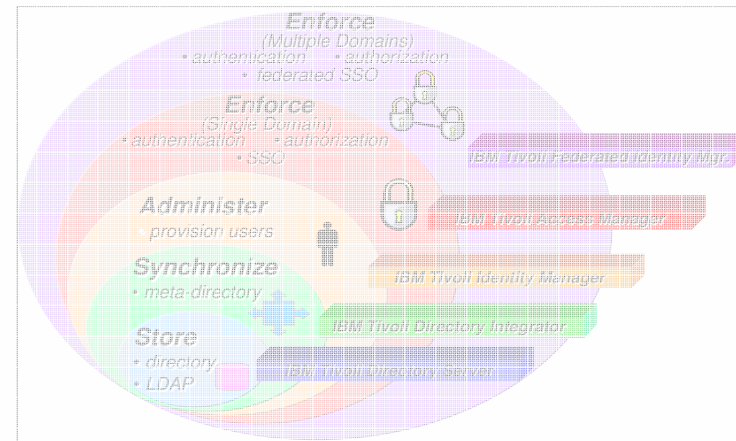 Enforce
(Multiple Domains)
• authentication • authorization
• federated SSO
Enforce
(Single Domain)
• authentication • authorization
• SSO
IBM Tivoli Federated Identity Mgr.
Administer
• provision users
IBM Tivoli Access Manager
Synchronize
• meta-directory
IBM Tivoli Identity Manager
Store
• directory
• LDAP
IBM Tivoli Directory Integrator
IBM Tivoli Directory Server